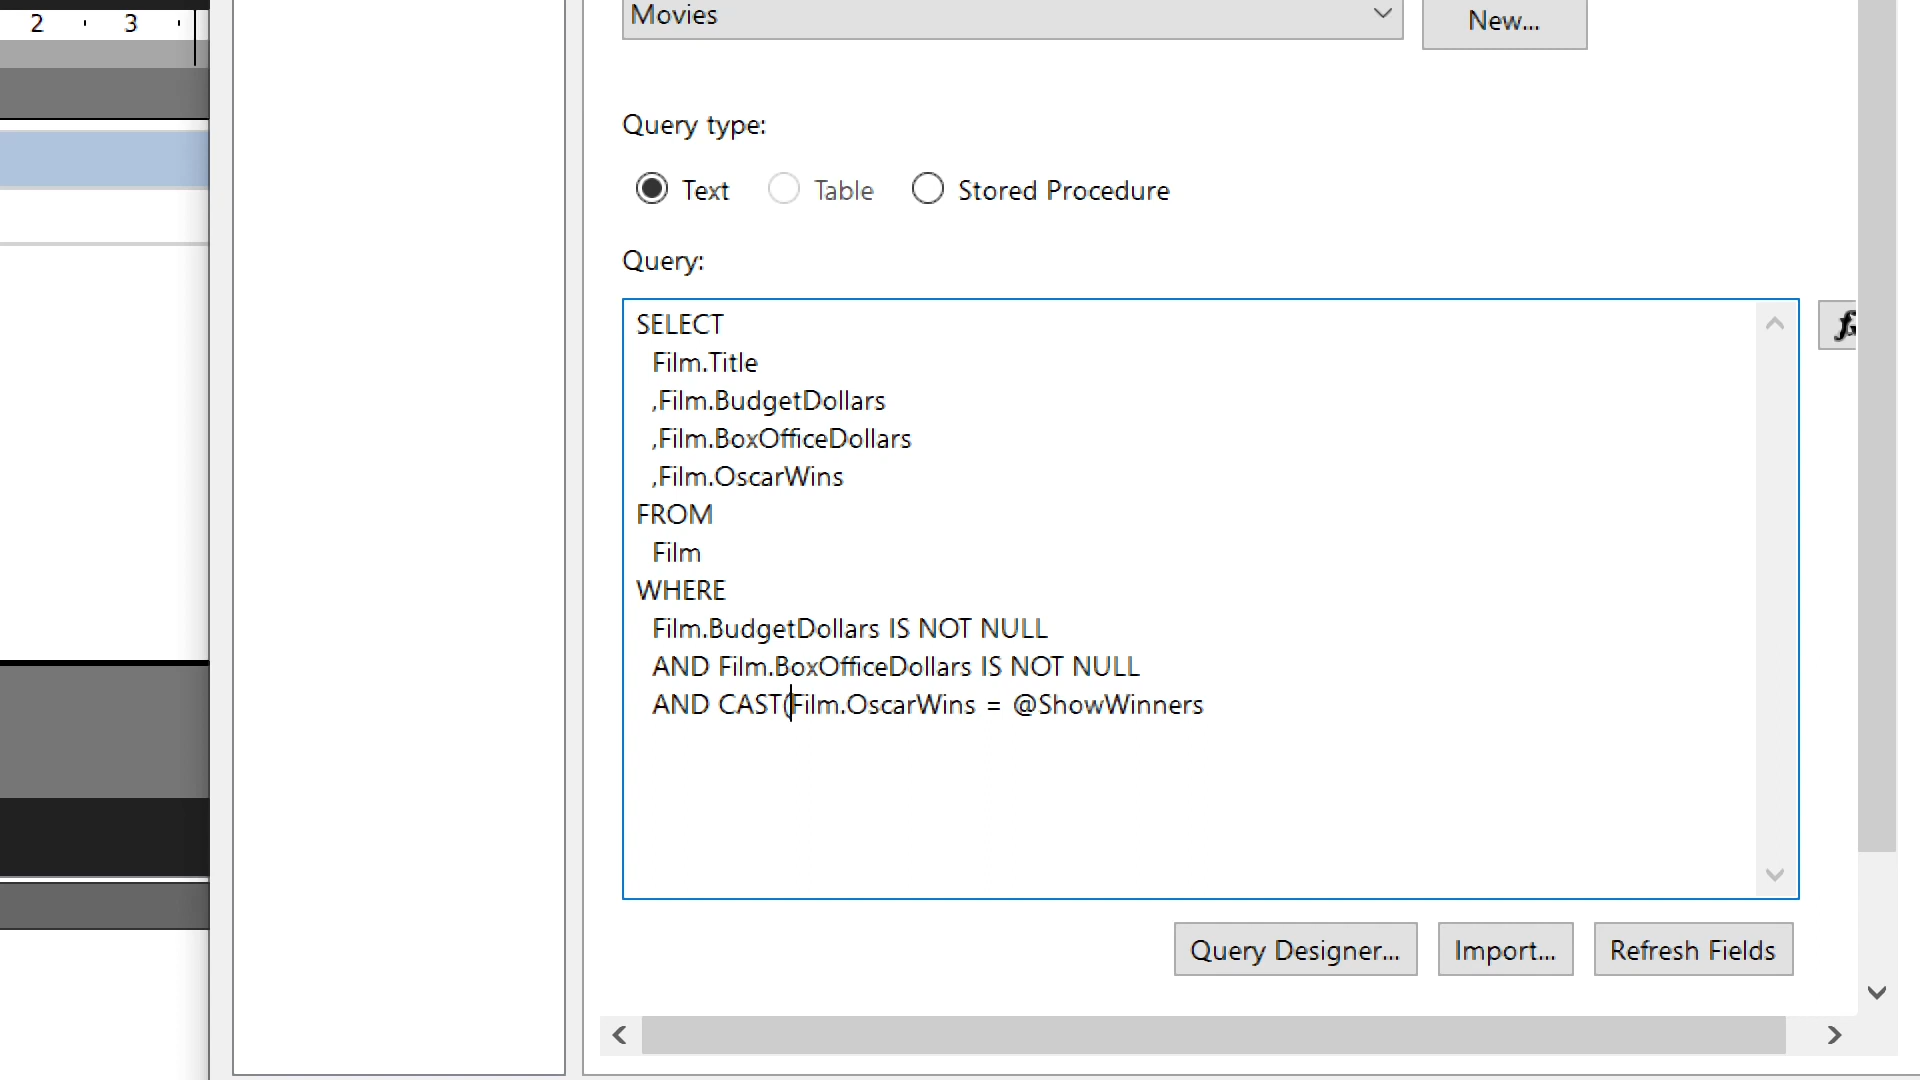 2 3
Movies
New...
Query type:
Text Table Stored Procedure
Query:
SELECT
Film.Title
,Film.BudgetDollars
,Film.BoxOfficeDollars
,Film.OscarWins
FROM
Film
WHERE
Film.BudgetDollars IS NOT NULL
AND Film.BoxOfficeDollars IS NOT NULL
AND CAST(Film.OscarWins = @ShowWinners
Query Designer... Import... Refresh Fields